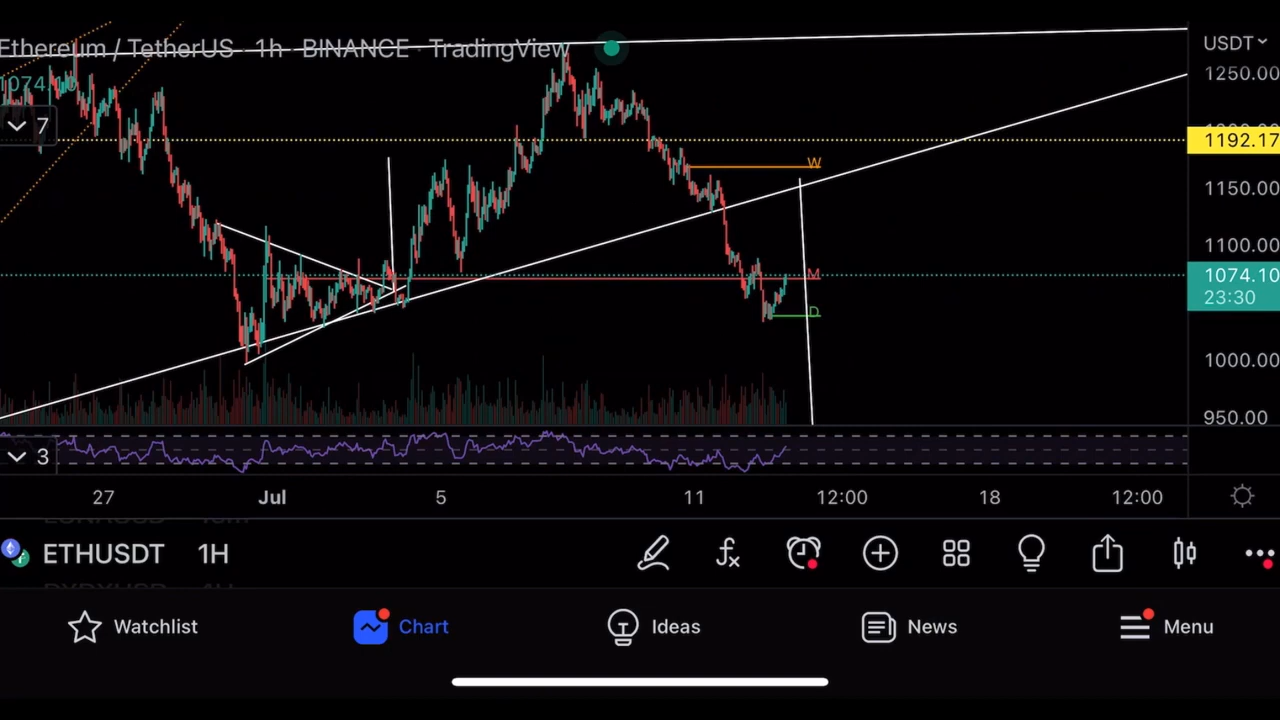 Ethereum / TetherUS · 1h · BINANCE · TradingView
USDT
1074.10
1250.00
7
1192.17
W
1150.00
1100.00
M
1074.10
23:30
D
1000.00
950.00
3
27 Jul 5 11 12:00 18 12:00
ETHUSDT 1H
Watchlist Chart Ideas News Menu